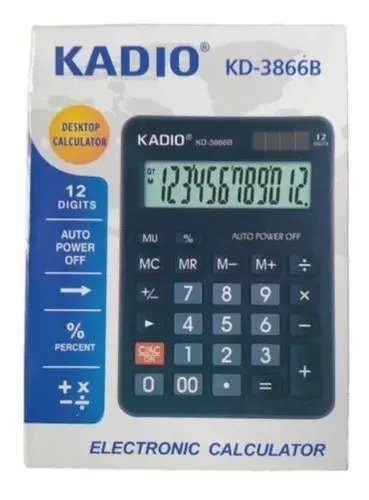 KADIO® KD-3866B
DESKTOP
CALCULATOR
12
DIGITS
AUTO
POWER
OFF
%
PERCENT
+ ×
− ÷
KADIO® KD-3866B
12
DIGITS
GT
M
123456789012.
MU % AUTO POWER OFF
MC MR M− M+ ÷
+/− 7 8 9 ×
► 4 5 6 −
C/AC
ON
1 2 3 +
0 00 • =
ELECTRONIC CALCULATOR